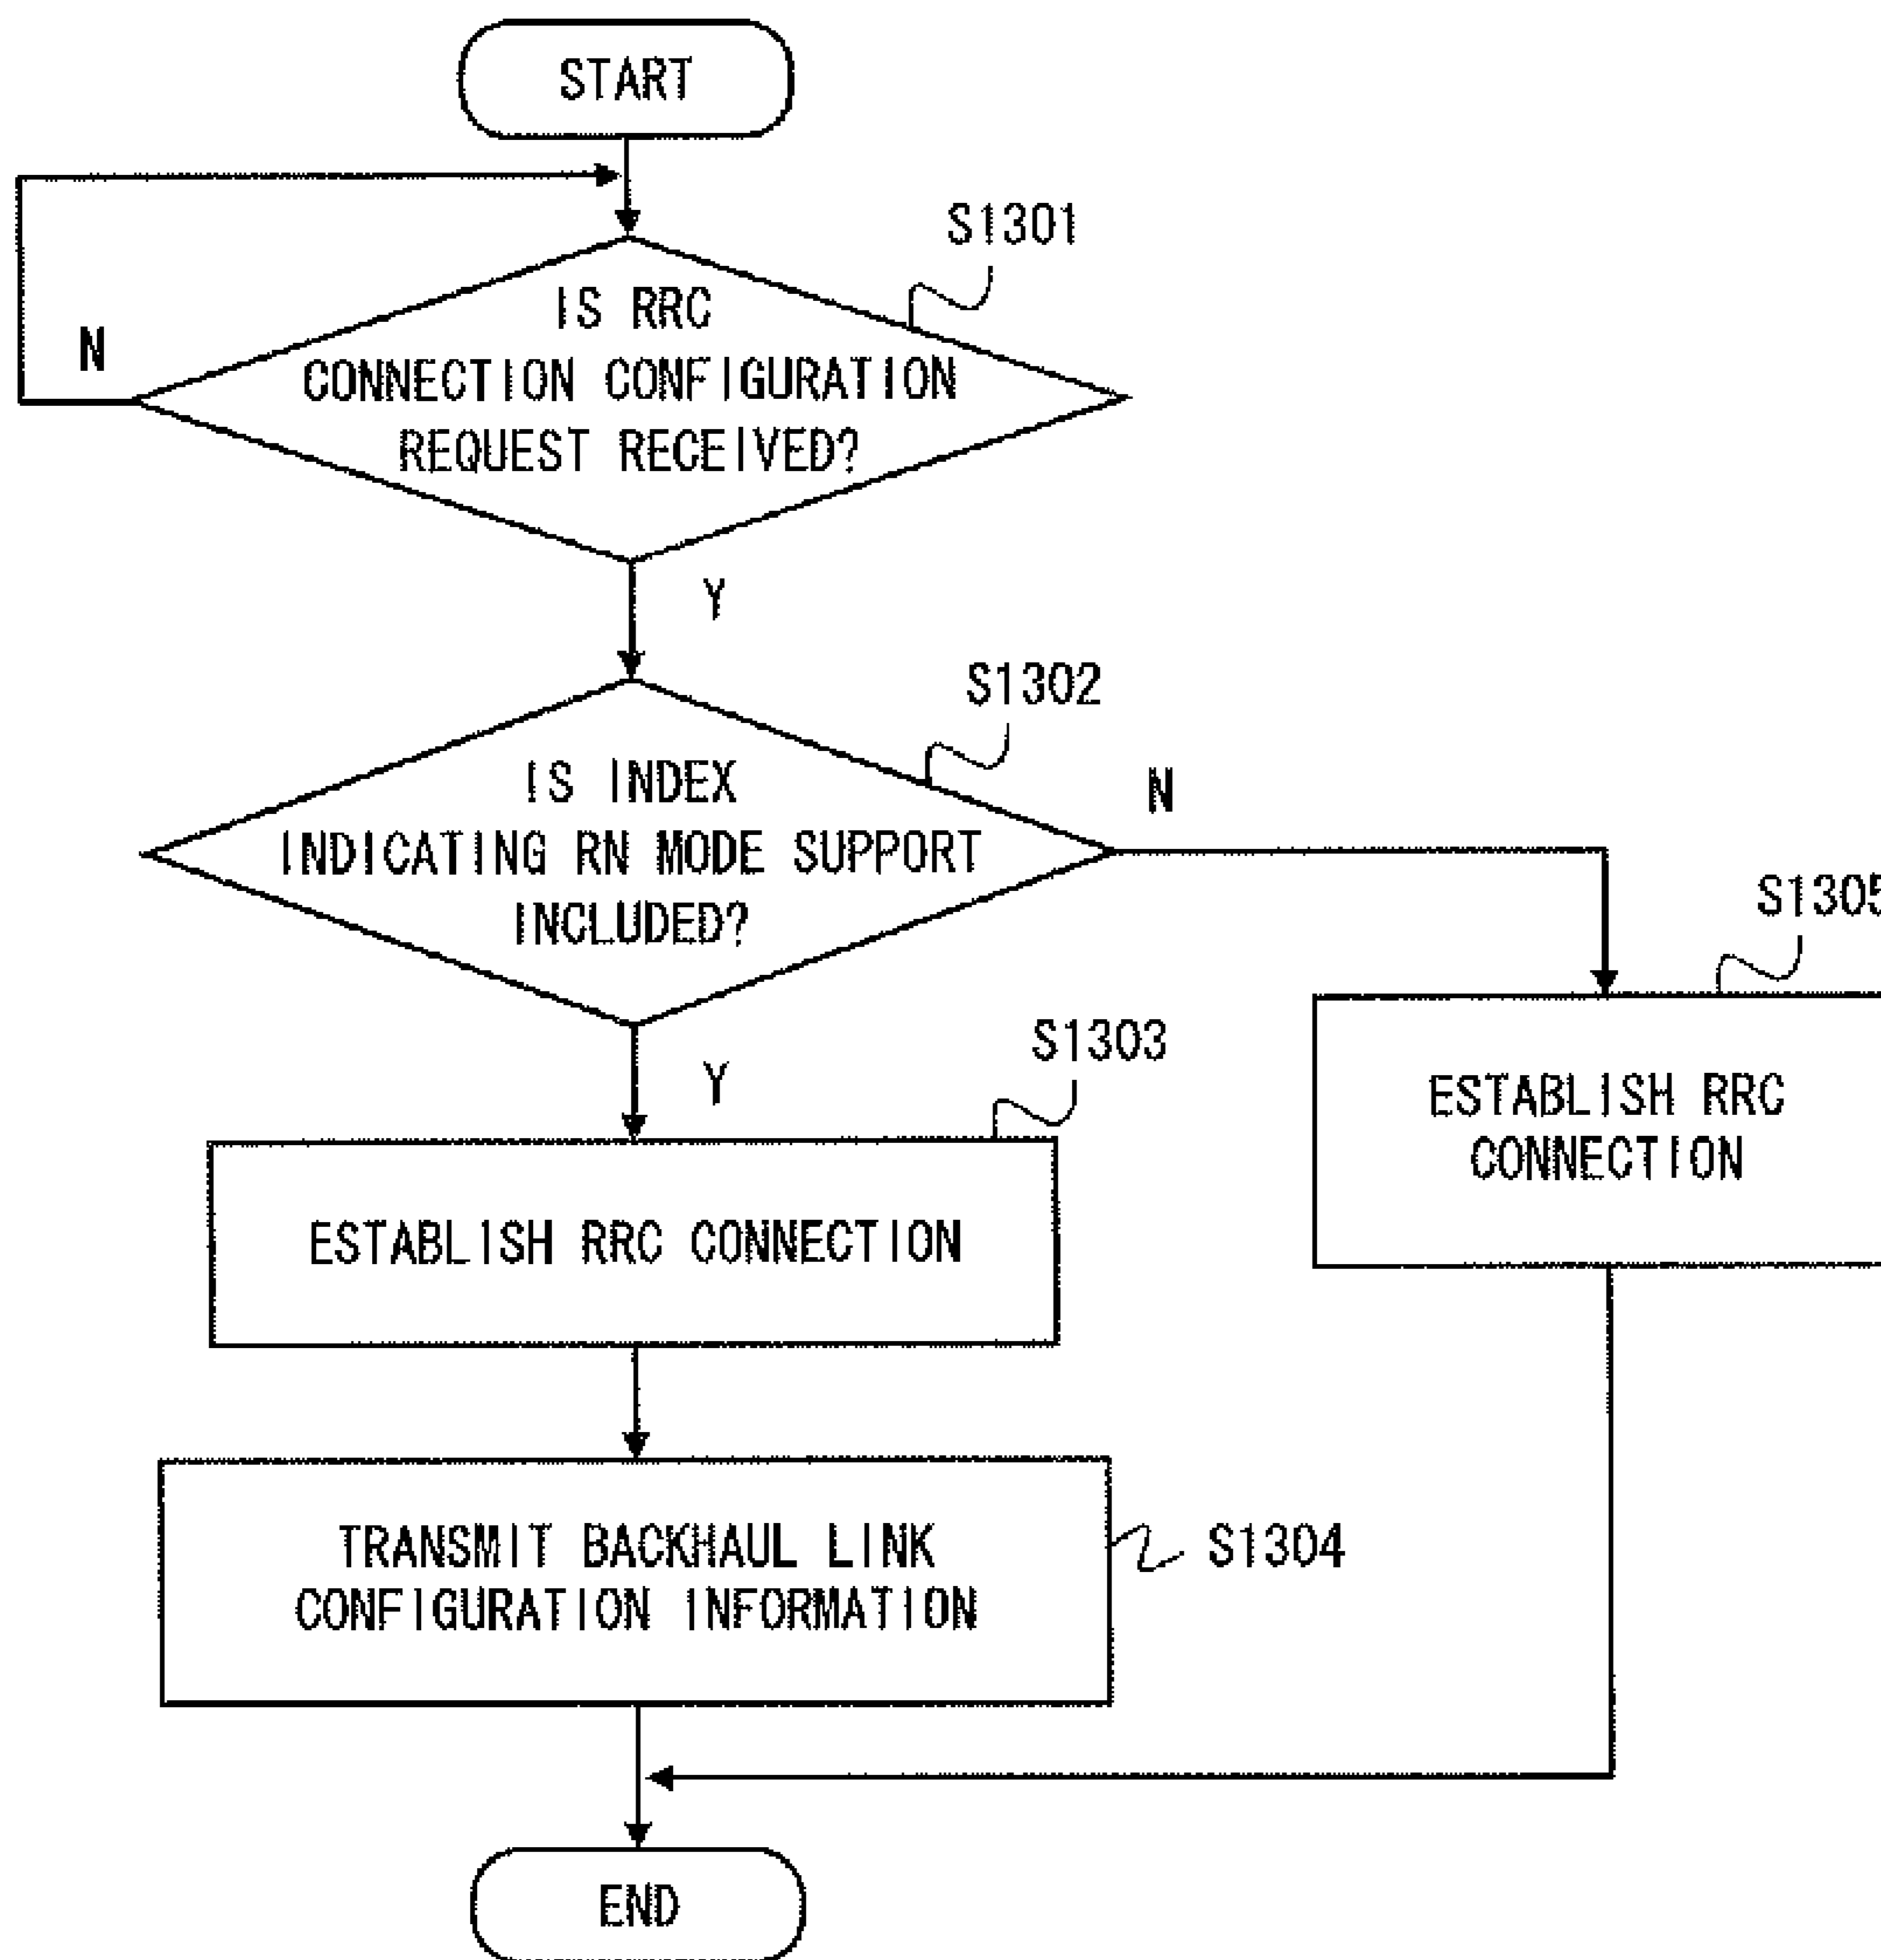 START
S1301
IS RRC
CONNECTION CONFIGURATION
REQUEST RECEIVED?
N
Y
S1302
IS INDEX
INDICATING RN MODE SUPPORT
INCLUDED?
N
Y
S1305
S1303
ESTABLISH RRC
CONNECTION
ESTABLISH RRC CONNECTION
TRANSMIT BACKHAUL LINK
CONFIGURATION INFORMATION
S1304
END